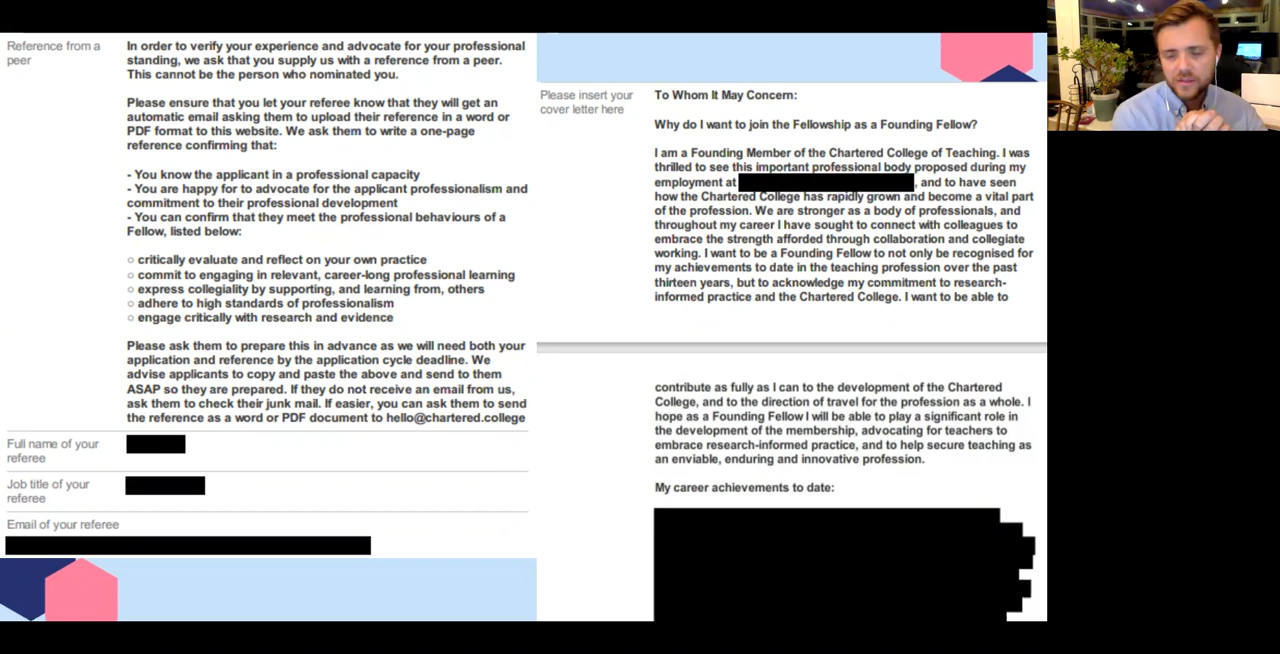 Reference from a
peer
In order to verify your experience and advocate for your professional
standing, we ask that you supply us with a reference from a peer.
This cannot be the person who nominated you.
Please ensure that you let your referee know that they will get an
automatic email asking them to upload their reference in a word or
PDF format to this website. We ask them to write a one-page
reference confirming that:
- You know the applicant in a professional capacity
- You are happy for to advocate for the applicant professionalism and
commitment to their professional development
- You can confirm that they meet the professional behaviours of a
Fellow, listed below:
○ critically evaluate and reflect on your own practice
○ commit to engaging in relevant, career-long professional learning
○ express collegiality by supporting, and learning from, others
○ adhere to high standards of professionalism
○ engage critically with research and evidence
Please ask them to prepare this in advance as we will need both your
application and reference by the application cycle deadline. We
advise applicants to copy and paste the above and send to them
ASAP so they are prepared. If they do not receive an email from us,
ask them to check their junk mail. If easier, you can ask them to send
the reference as a word or PDF document to hello@chartered.college
Full name of your
referee
Job title of your
referee
Email of your referee
Please insert your
cover letter here
To Whom It May Concern:
Why do I want to join the Fellowship as a Founding Fellow?
I am a Founding Member of the Chartered College of Teaching. I was
thrilled to see this important professional body proposed during my
employment at , and to have seen
how the Chartered College has rapidly grown and become a vital part
of the profession. We are stronger as a body of professionals, and
throughout my career I have sought to connect with colleagues to
embrace the strength afforded through collaboration and collegiate
working. I want to be a Founding Fellow to not only be recognised for
my achievements to date in the teaching profession over the past
thirteen years, but to acknowledge my commitment to research-
informed practice and the Chartered College. I want to be able to
contribute as fully as I can to the development of the Chartered
College, and to the direction of travel for the profession as a whole. I
hope as a Founding Fellow I will be able to play a significant role in
the development of the membership, advocating for teachers to
embrace research-informed practice, and to help secure teaching as
an enviable, enduring and innovative profession.
My career achievements to date: